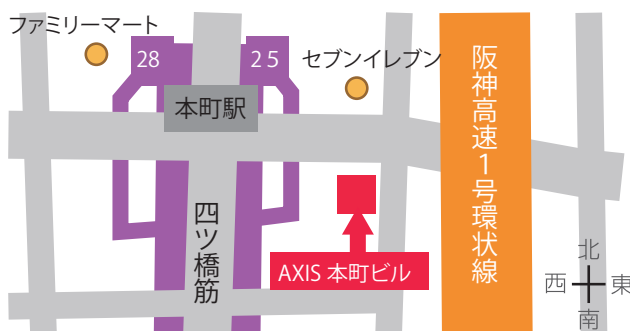 ファミリーマート
28
25
セブンイレブン
本町駅
阪神高速1号環状線
四ツ橋筋
AXIS 本町ビル
北
西
東
南